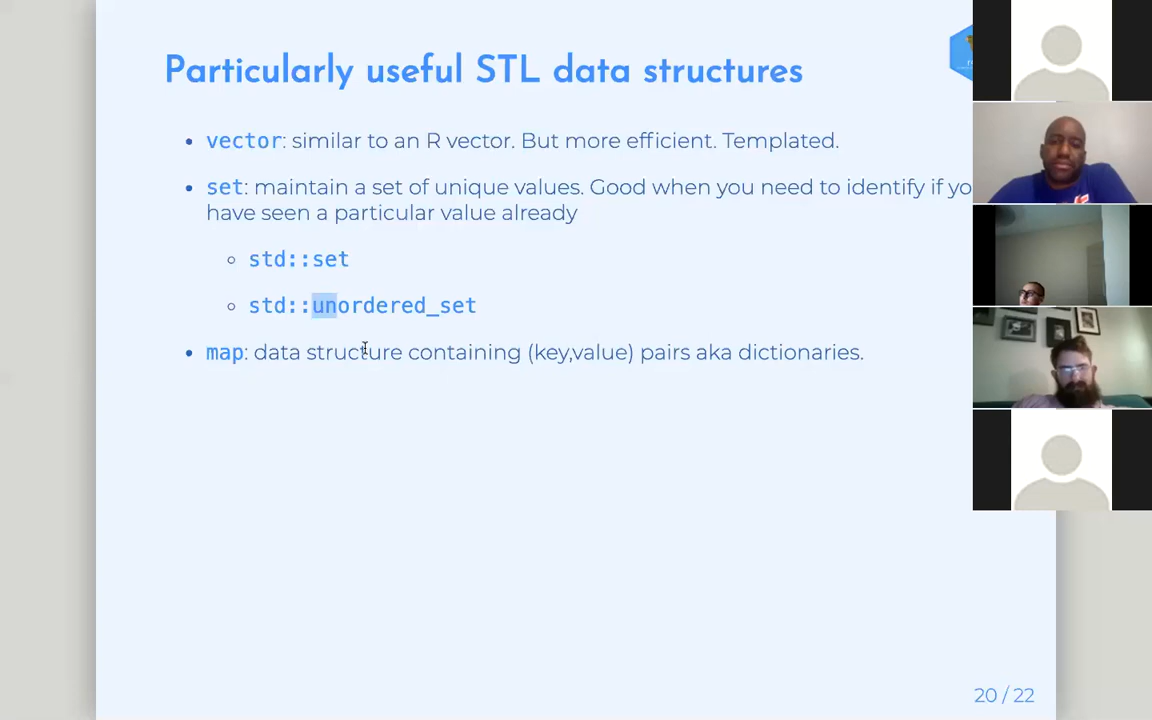 Particularly useful STL data structures
• vector: similar to an R vector. But more efficient. Templated.
• set: maintain a set of unique values. Good when you need to identify if yo
have seen a particular value already
◦ std::set
◦ std::unordered_set
• map: data structure containing (key,value) pairs aka dictionaries.
20 / 22